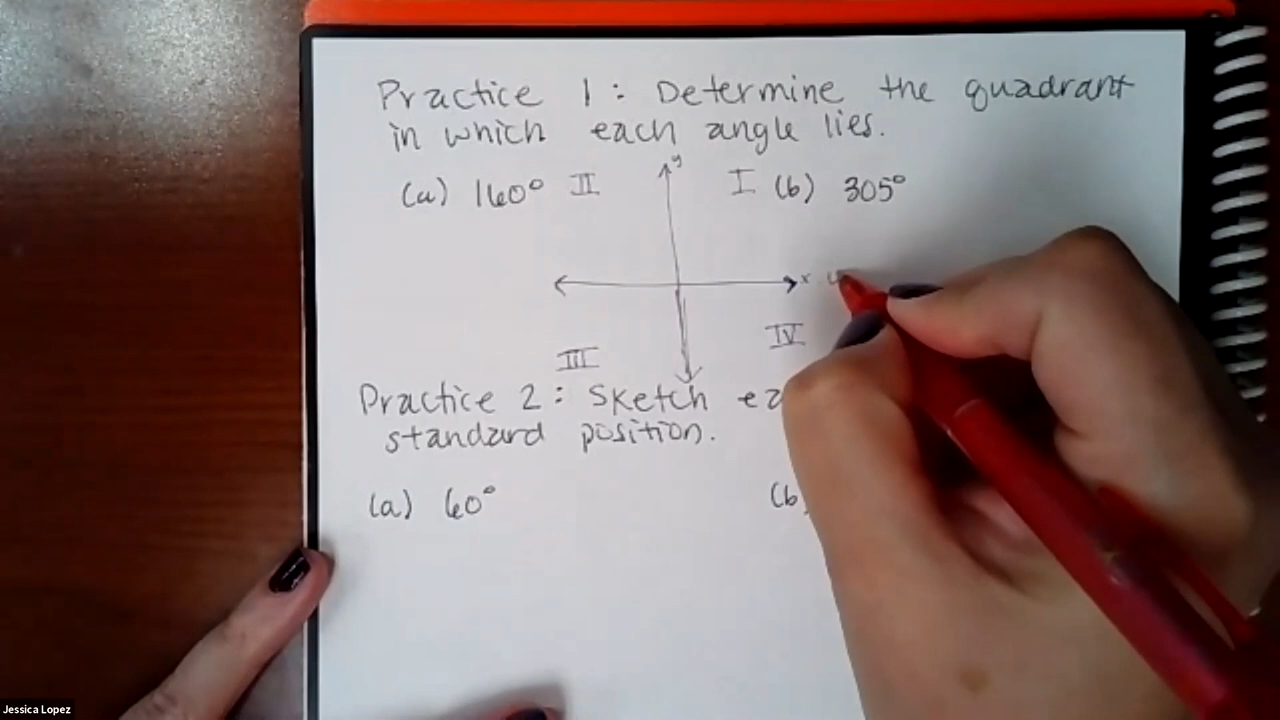 Practice 1: Determine the quadrant
in which each angle lies.
(a) 160° II y I (b) 305°
x
III IV
Practice 2: Sketch
standard position.
(a) 60° (b)
Jessica Lopez